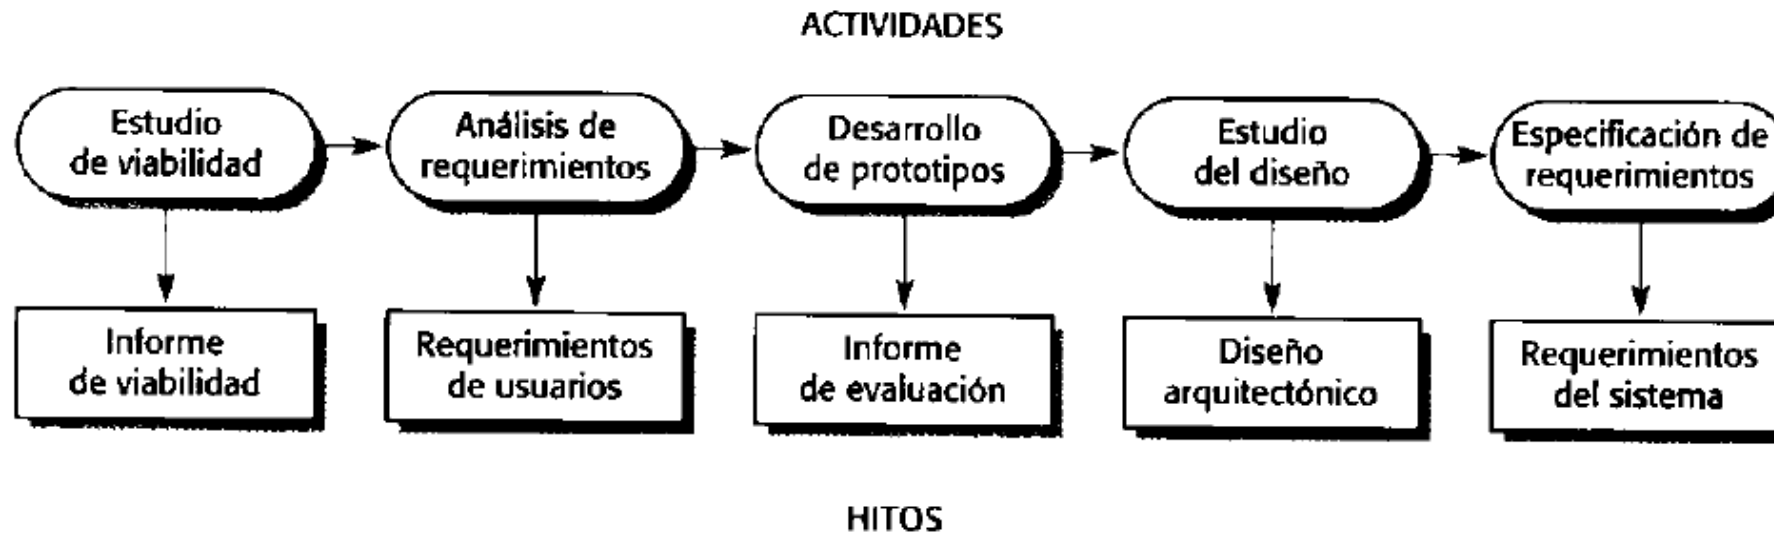 ACTIVIDADES
Estudio
de viabilidad
Análisis de
requerimientos
Desarrollo
de prototipos
Estudio
del diseño
Especificación de
requerimientos
Informe
de viabilidad
Requerimientos
de usuarios
Informe
de evaluación
Diseño
arquitectónico
Requerimientos
del sistema
HITOS